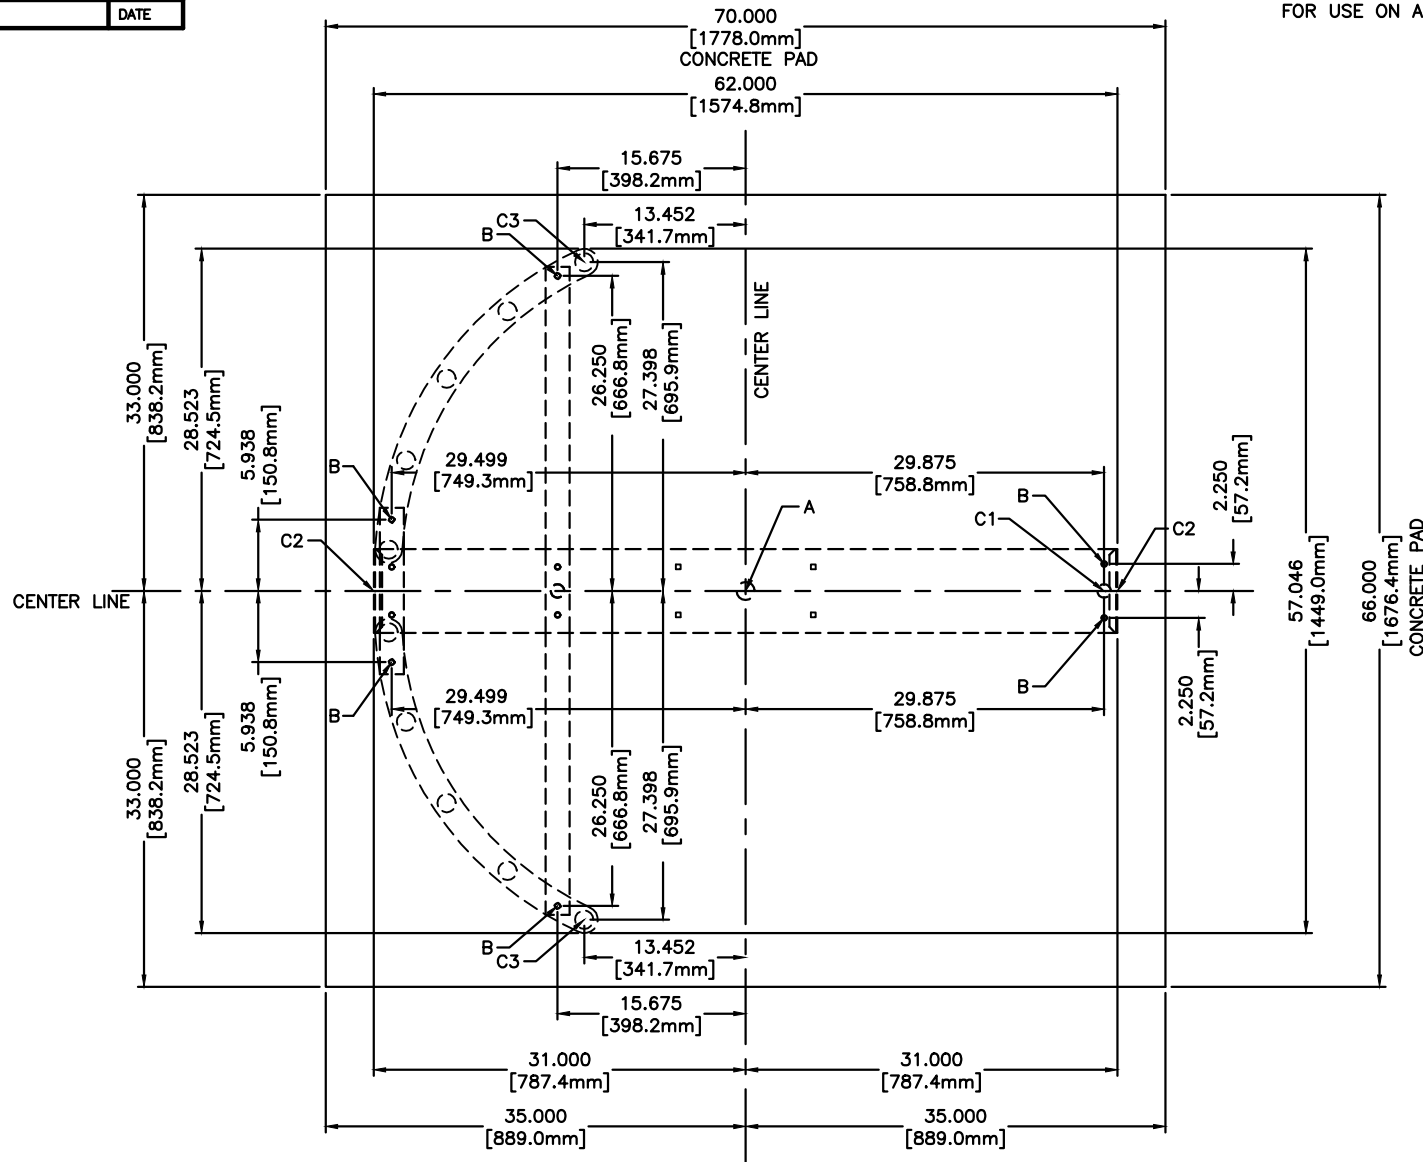 DATE
FOR USE ON A
70.000
[1778.0mm]
CONCRETE PAD
62.000
[1574.8mm]
15.675
[398.2mm]
13.452
[341.7mm]
C3
B
CENTER LINE
33.000
[838.2mm]
28.523
[724.5mm]
5.938
[150.8mm]
26.250
[666.8mm]
27.398
[695.9mm]
B
29.499
[749.3mm]
29.875
[758.8mm]
2.250
[57.2mm]
B
A
C1
C2
C2
CENTER LINE
57.046
[1449.0mm]
66.000
[1676.4mm]
CONCRETE PAD
B
29.499
[749.3mm]
29.875
[758.8mm]
B
2.250
[57.2mm]
5.938
[150.8mm]
28.523
[724.5mm]
33.000
[838.2mm]
26.250
[666.8mm]
27.398
[695.9mm]
B
C3
13.452
[341.7mm]
15.675
[398.2mm]
31.000
[787.4mm]
31.000
[787.4mm]
35.000
[889.0mm]
35.000
[889.0mm]